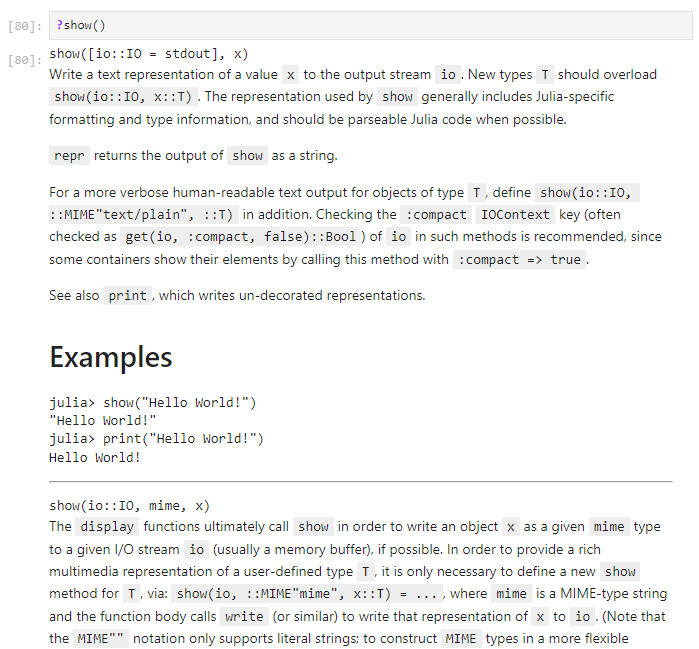 [80]: ?show()
[80]: show([io::IO = stdout], x)
Write a text representation of a value x to the output stream io . New types T should overload
show(io::IO, x::T) . The representation used by show generally includes Julia-specific
formatting and type information, and should be parseable Julia code when possible.
repr returns the output of show as a string.
For a more verbose human-readable text output for objects of type T , define show(io::IO,
::MIME"text/plain", ::T) in addition. Checking the :compact IOContext key (often
checked as get(io, :compact, false)::Bool ) of io in such methods is recommended, since
some containers show their elements by calling this method with :compact => true .
See also print , which writes un-decorated representations.
Examples
julia> show("Hello World!")
"Hello World!"
julia> print("Hello World!")
Hello World!
show(io::IO, mime, x)
The display functions ultimately call show in order to write an object x as a given mime type
to a given I/O stream io (usually a memory buffer), if possible. In order to provide a rich
multimedia representation of a user-defined type T , it is only necessary to define a new show
method for T , via: show(io, ::MIME"mime", x::T) = ... , where mime is a MIME-type string
and the function body calls write (or similar) to write that representation of x to io . (Note that
the MIME"" notation only supports literal strings; to construct MIME types in a more flexible